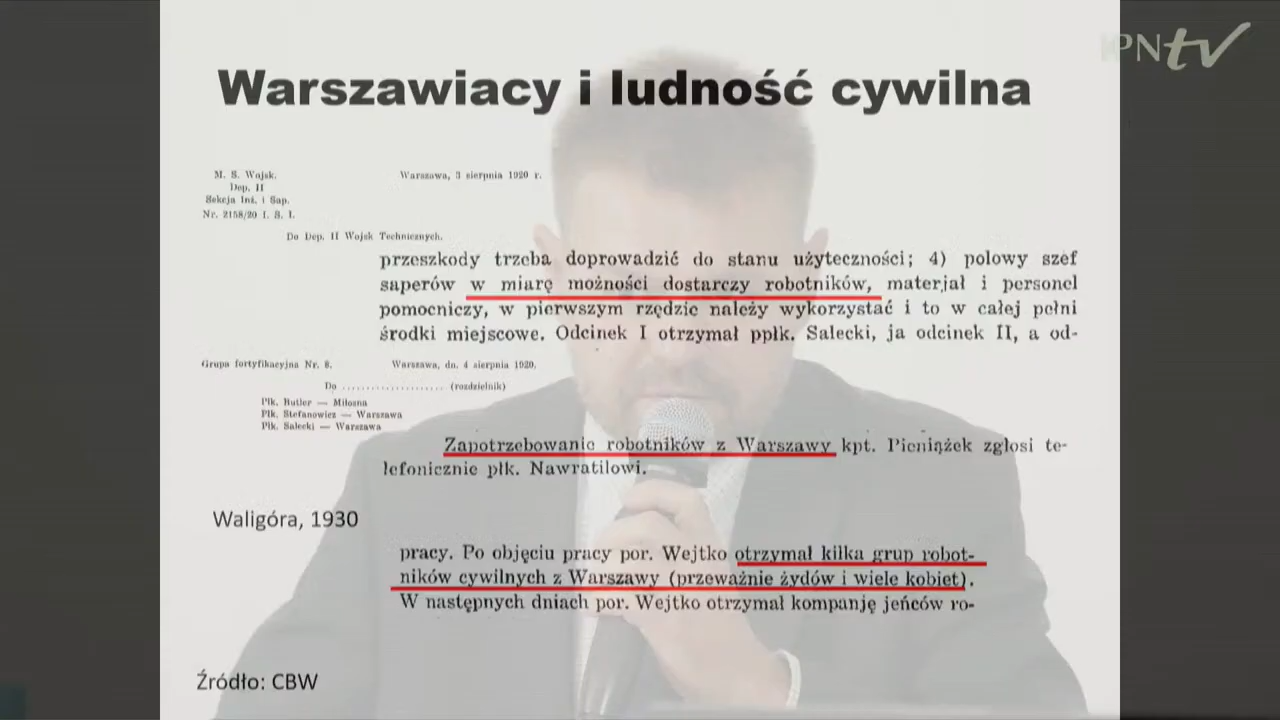 IPNtv
Warszawiacy i ludność cywilna
M. S. Wojsk.
Dep. II
Sekcja Inż. i Sap.
Nr. 2158/20 I. S. I.
Warszawa, 3 sierpnia 1920 r.
Do Dep. II Wojsk Technicznych.
przeszkody trzeba doprowadzić do stanu użyteczności; 4) polowy szef
saperów w miarę możności dostarczy robotników, materjał i personel
pomocniczy, w pierwszym rzędzie należy wykorzystać i to w całej pełni
środki miejscowe. Odcinek I otrzymał ppłk. Salecki, ja odcinek II, a od-
Grupa fortyfikacyjna Nr. 8.
Warszawa, dn. 4 sierpnia 1920.
Do ..................... (rozdzielnik)
Płk. Butler — Miłosna
Płk. Stefanowicz — Warszawa
Płk. Salecki — Warszawa
Zapotrzebowanie robotników z Warszawy kpt. Pieniążek zgłosi te-
lefonicznie płk. Nawratilowi.
Waligóra, 1930
pracy. Po objęciu pracy por. Wejtko otrzymał kilka grup robot-
ników cywilnych z Warszawy (przeważnie żydów i wiele kobiet).
W następnych dniach por. Wejtko otrzymał kompanję jeńców ro-
Źródło: CBW